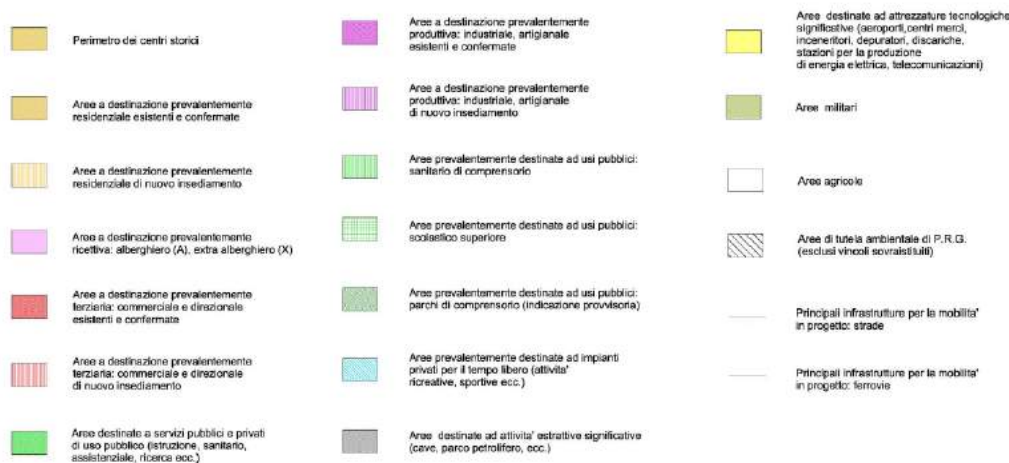 Perimetro dei centri storici
Aree a destinazione prevalentemente
residenziale esistenti e confermate
Aree a destinazione prevalentemente
residenziale di nuovo insediamento
Aree a destinazione prevalentemente
ricettiva: alberghiero (A), extra alberghiero (X)
Aree a destinazione prevalentemente
terziaria: commerciale e direzionale
esistenti e confermate
Aree a destinazione prevalentemente
terziaria: commerciale e direzionale
di nuovo insediamento
Aree destinate a servizi pubblici e privati
di uso pubblico (istruzione, sanitario,
assistenziale, ricerca ecc.)
Aree a destinazione prevalentemente
produttiva: industriale, artigianale
esistenti e confermate
Aree a destinazione prevalentemente
produttiva: industriale, artigianale
di nuovo insediamento
Aree prevalentemente destinate ad usi pubblici:
sanitario di comprensorio
Aree prevalentemente destinate ad usi pubblici:
scolastico superiore
Aree prevalentemente destinate ad usi pubblici:
parchi di comprensorio (indicazione provvisoria)
Aree prevalentemente destinate ad impianti
privati per il tempo libero (attivita'
ricreative, sportive ecc.)
Aree destinate ad attivita' estrattive significative
(cave, parco petrolifero, ecc.)
Aree destinate ad attrezzature tecnologiche
significative (aeroporti,centri merci,
inceneritori, depuratori, discariche,
stazioni per la produzione
di energia elettrica, telecomunicazioni)
Aree militari
Aree agricole
Aree di tutela ambientale di P.R.G.
(esclusi vincoli sovraistituiti)
Principali infrastrutture per la mobilita'
in progetto: strade
Principali infrastrutture per la mobilita'
in progetto: ferrovie